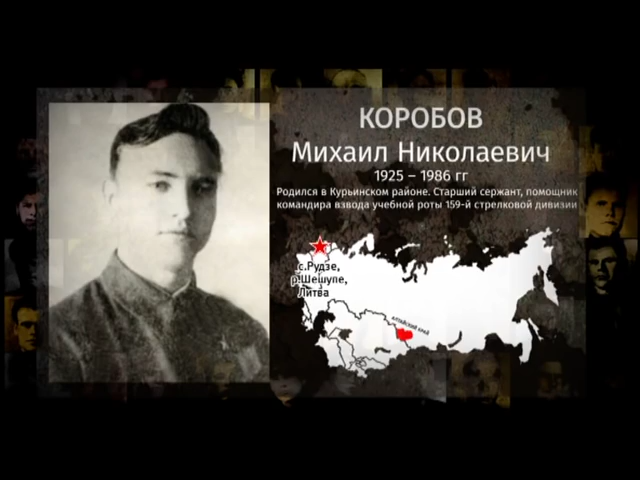 КОРОБОВ
Михаил Николаевич
1925 – 1986 гг
Родился в Курьинском районе. Старший сержант, помощник
командира взвода учебной роты 159-й стрелковой дивизии
с.Рудзе,
р.Шешупе,
Литва
АЛТАЙСКИЙ КРАЙ